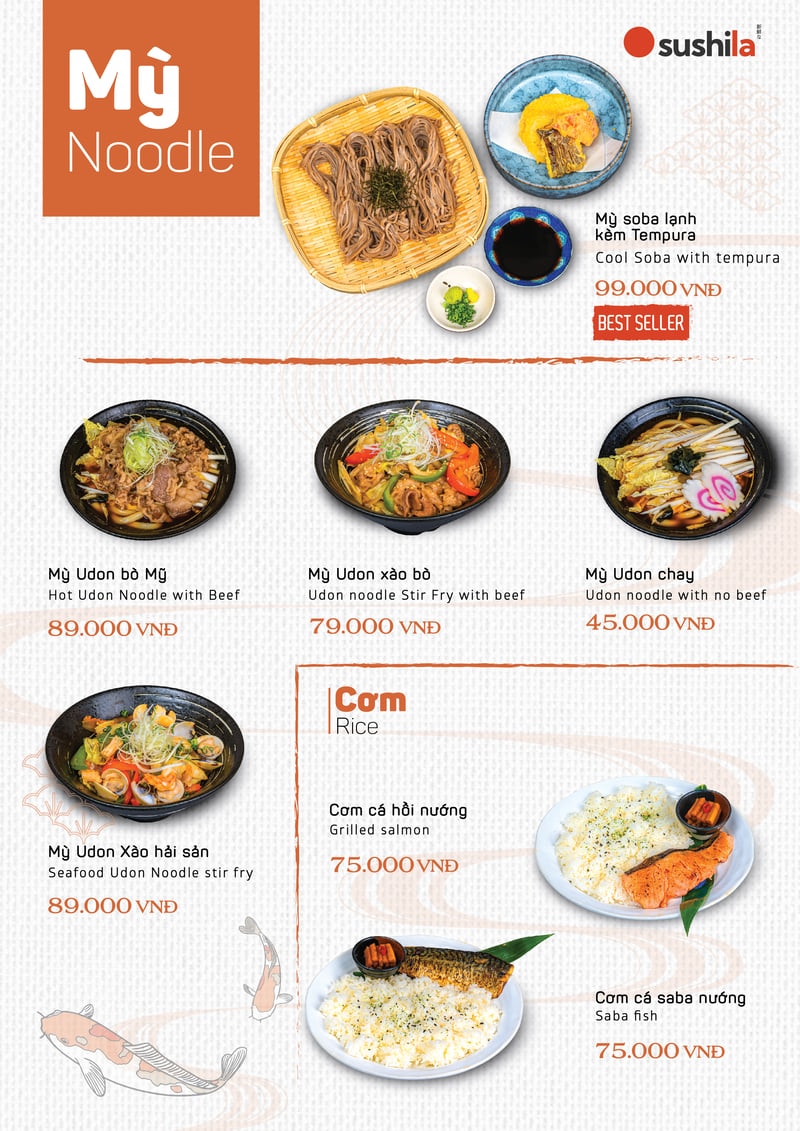 Mỳ
Noodle
sushila
Mỳ soba lạnh
kèm Tempura
Cool Soba with tempura
99.000 VNĐ
BEST SELLER
Mỳ Udon bò Mỹ
Hot Udon Noodle with Beef
89.000 VNĐ
Mỳ Udon xào bò
Udon noodle Stir Fry with beef
79.000 VNĐ
Mỳ Udon chay
Udon noodle with no beef
45.000 VNĐ
Mỳ Udon Xào hải sản
Seafood Udon Noodle stir fry
89.000 VNĐ
Cơm
Rice
Cơm cá hồi nướng
Grilled salmon
75.000 VNĐ
Cơm cá saba nướng
Saba fish
75.000 VNĐ